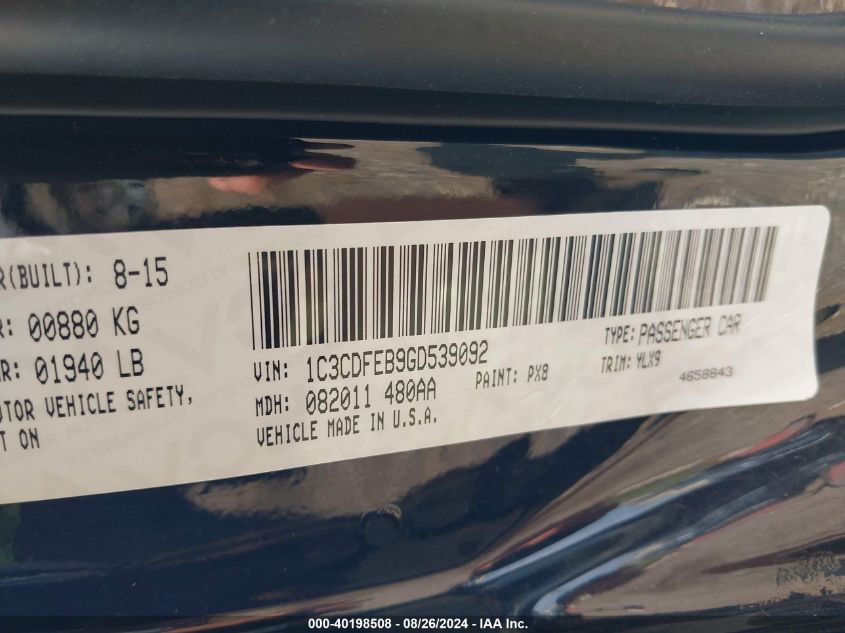 R(BUILT): 8-15
R: 00880 KG
R: 01940 LB
TOR VEHICLE SAFETY,
T ON
VIN: 1C3CDFEB9GD539092
TYPE: PASSENGER CAR
MDH: 082011 480AA
PAINT: PX8
TRIM: YLX9
VEHICLE MADE IN U.S.A.
4658843
000-40198508 - 08/26/2024 - IAA Inc.